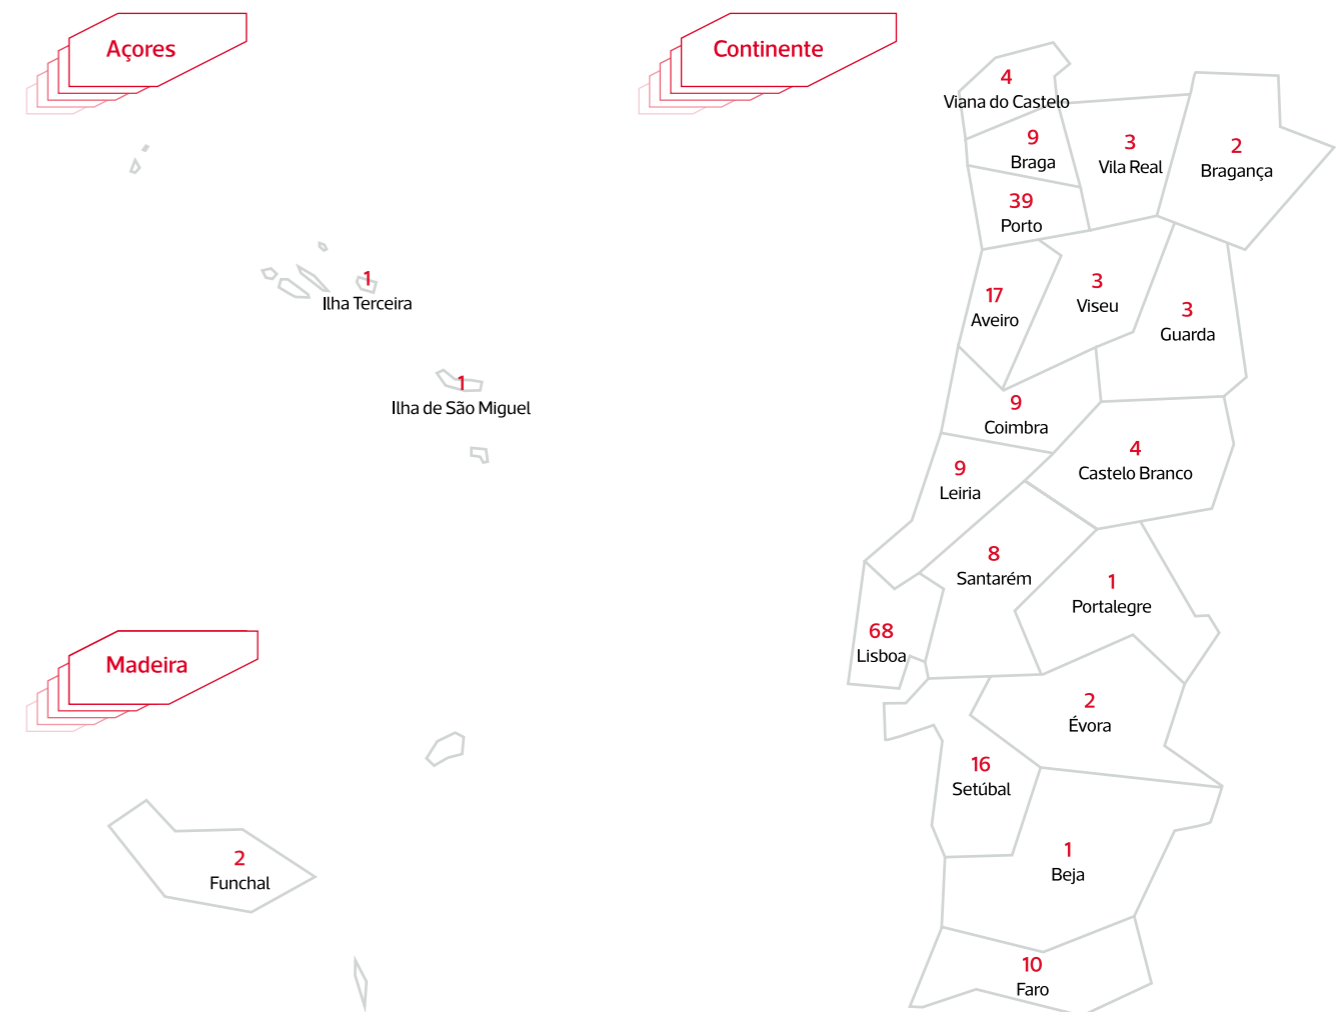 Açores
1
Ilha Terceira
1
Ilha de São Miguel
Madeira
2
Funchal
Continente
4
Viana do Castelo
9
Braga
3
Vila Real
2
Bragança
39
Porto
17
Aveiro
3
Viseu
3
Guarda
9
Coimbra
4
Castelo Branco
9
Leiria
8
Santarém
1
Portalegre
68
Lisboa
2
Évora
16
Setúbal
1
Beja
10
Faro